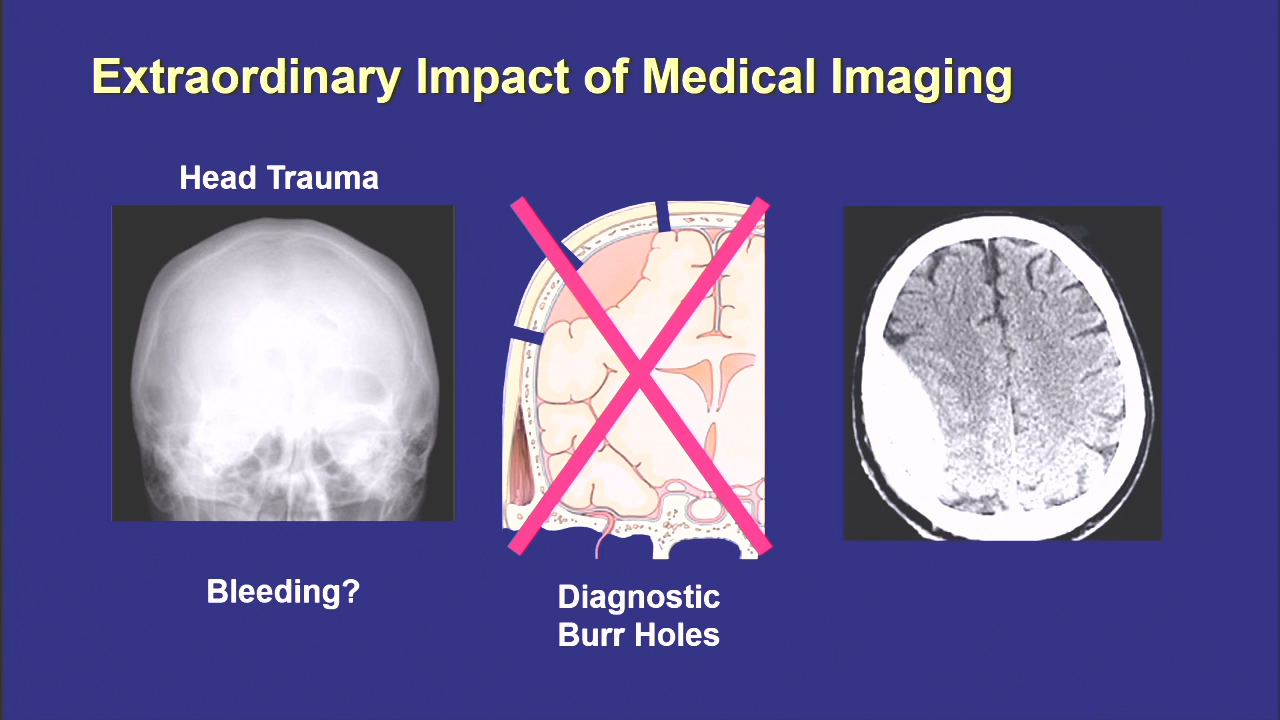 Extraordinary Impact of Medical Imaging
Head Trauma
Bleeding?
Diagnostic
Burr Holes